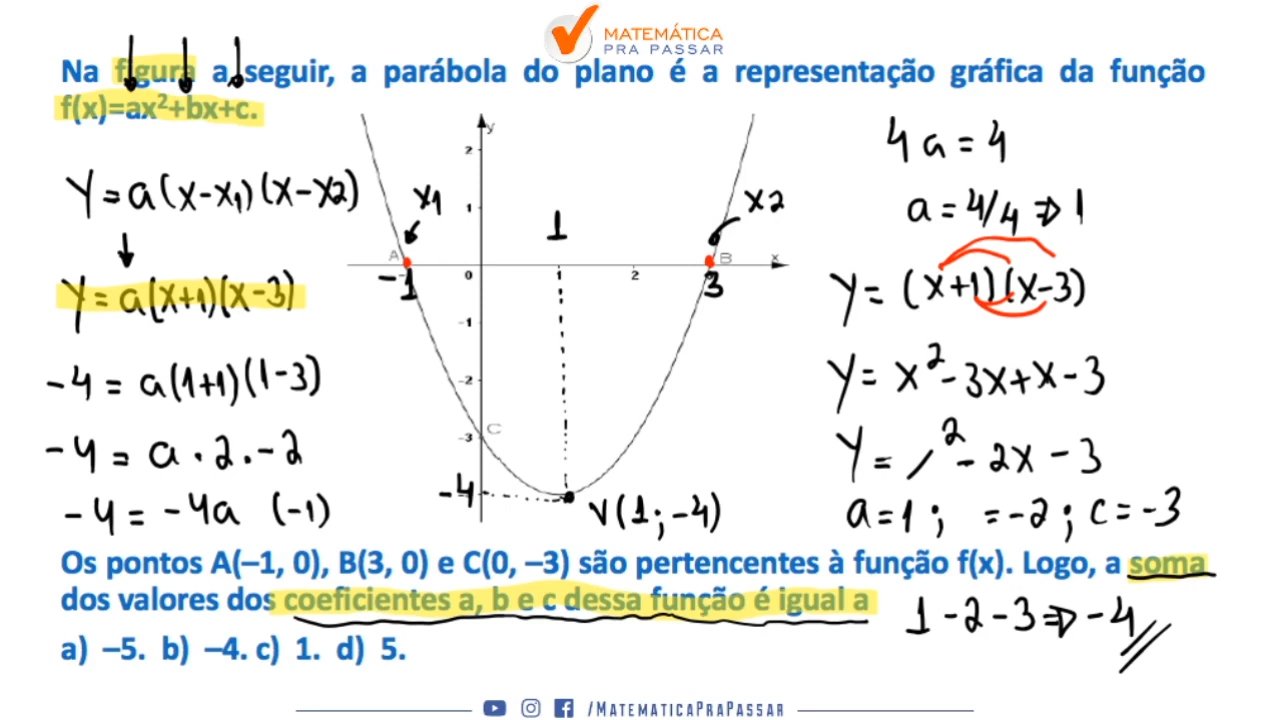 MATEMÁTICA
PRA PASSAR
Na figura a seguir, a parábola do plano é a representação gráfica da função
f(x)=ax²+bx+c.
Y = a(x-x1)(x-x2)
Y = a(x+1)(x-3)
-4 = a(1+1)(1-3)
-4 = a . 2 . -2
-4 = -4a (-1)
y
2
1
x1
1
x2
A
B
x
-1
0
1
2
3
-1
-2
C
-3
-4
V(1;-4)
4a = 4
a = 4/4 ⇒ 1
Y = (x+1)(x-3)
Y = x² - 3x + x - 3
Y = ² - 2x - 3
a = 1; = -2; c = -3
Os pontos A(–1, 0), B(3, 0) e C(0, –3) são pertencentes à função f(x). Logo, a soma
dos valores dos coeficientes a, b e c dessa função é igual a
1 - 2 - 3 ⇒ -4
a) –5. b) –4. c) 1. d) 5.
/MatematicaPraPassar